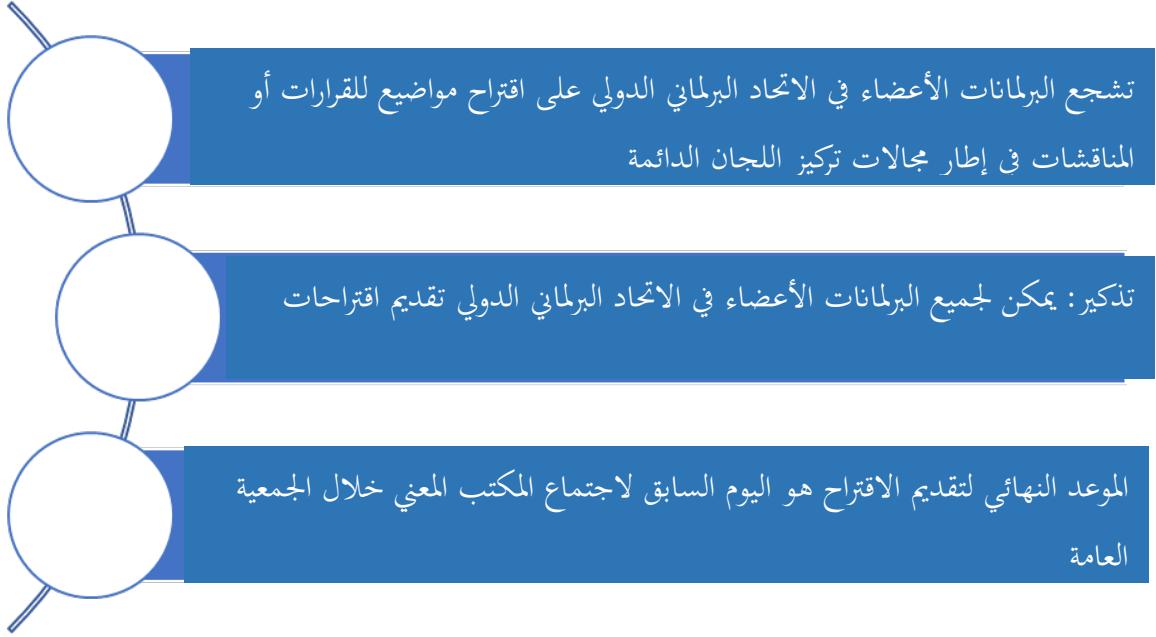 تشجع البرلمانات الأعضاء في الاتحاد البرلماني الدولي على اقتراح مواضيع للقرارات أو
المناقشات في إطار مجالات تركيز اللجان الدائمة
تذكير: يمكن لجميع البرلمانات الأعضاء في الاتحاد البرلماني الدولي تقديم اقتراحات
الموعد النهائي لتقديم الاقتراح هو اليوم السابق لاجتماع المكتب المعني خلال الجمعية
العامة